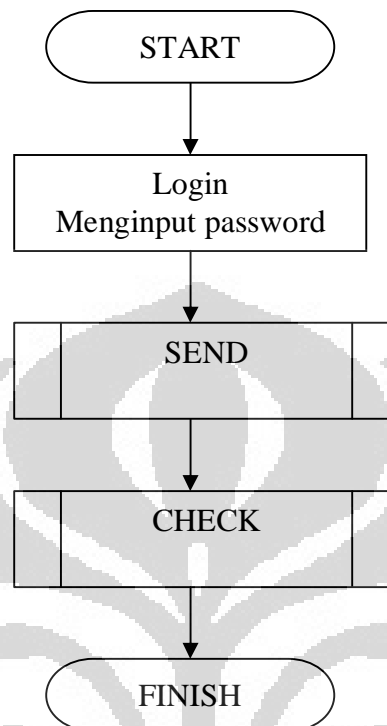 START
Login
Menginput password
SEND
CHECK
FINISH